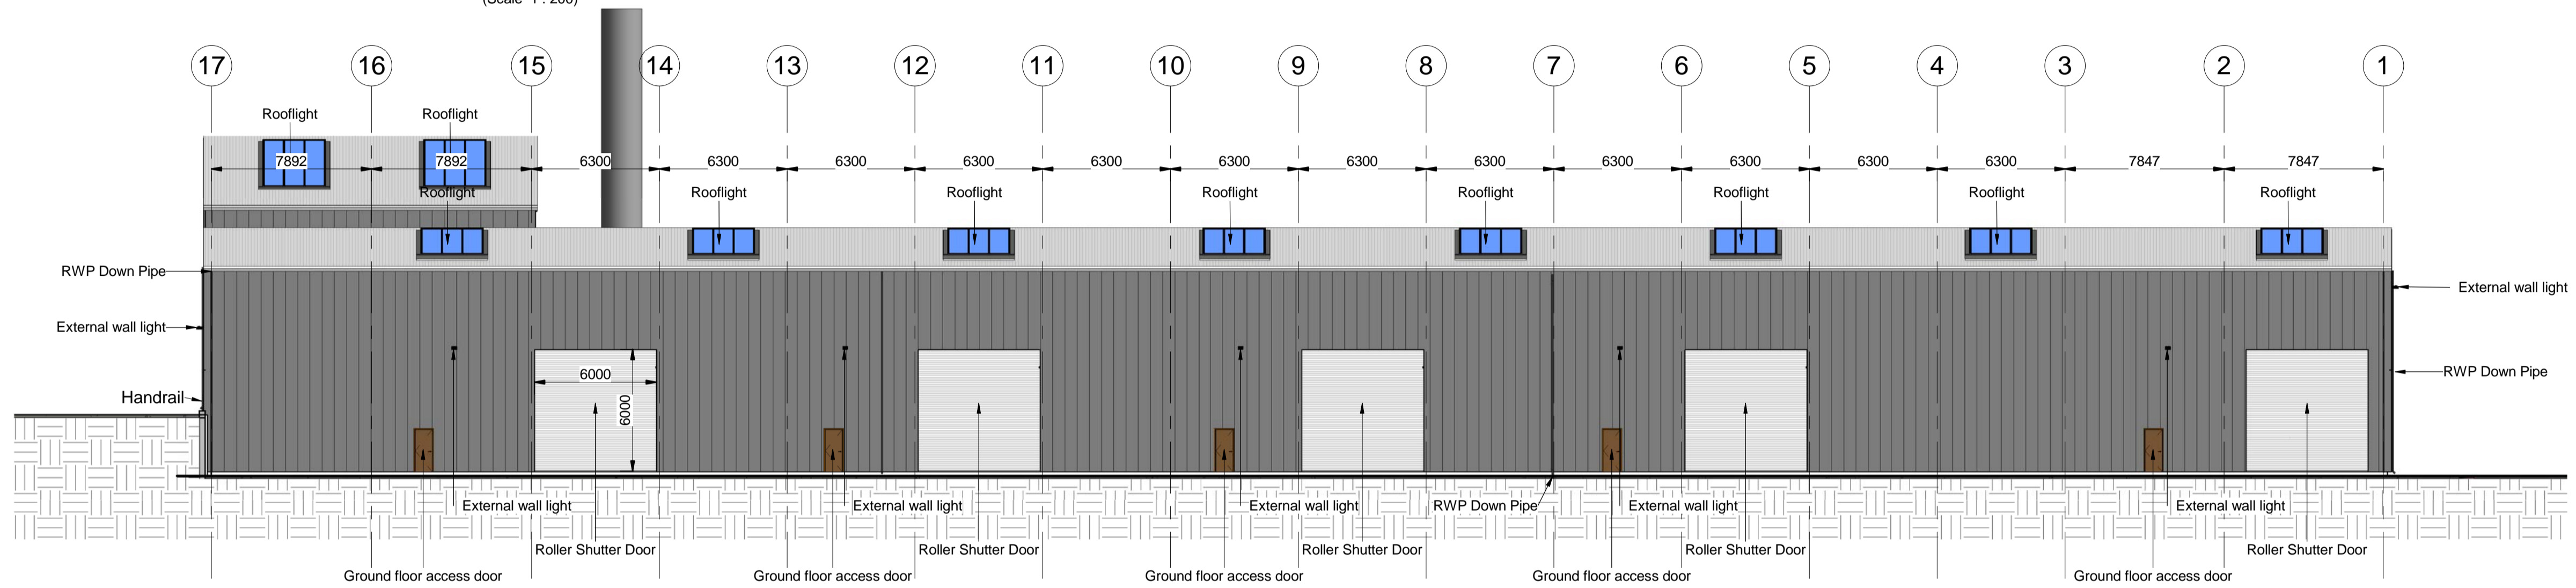 (Scale 1 : 200)
17 16 15 14 13 12 11 10 9 8 7 6 5 4 3 2 1
Rooflight Rooflight
7892 7892 6300 6300 6300 6300 6300 6300 6300 6300 6300 6300 6300 6300 7847 7847
Rooflight Rooflight Rooflight Rooflight Rooflight Rooflight Rooflight Rooflight
RWP Down Pipe
External wall light
External wall light
RWP Down Pipe
6000
Handrail
6000
External wall light External wall light External wall light RWP Down Pipe External wall light External wall light
Roller Shutter Door Roller Shutter Door Roller Shutter Door Roller Shutter Door Roller Shutter Door
Ground floor access door Ground floor access door Ground floor access door Ground floor access door Ground floor access door